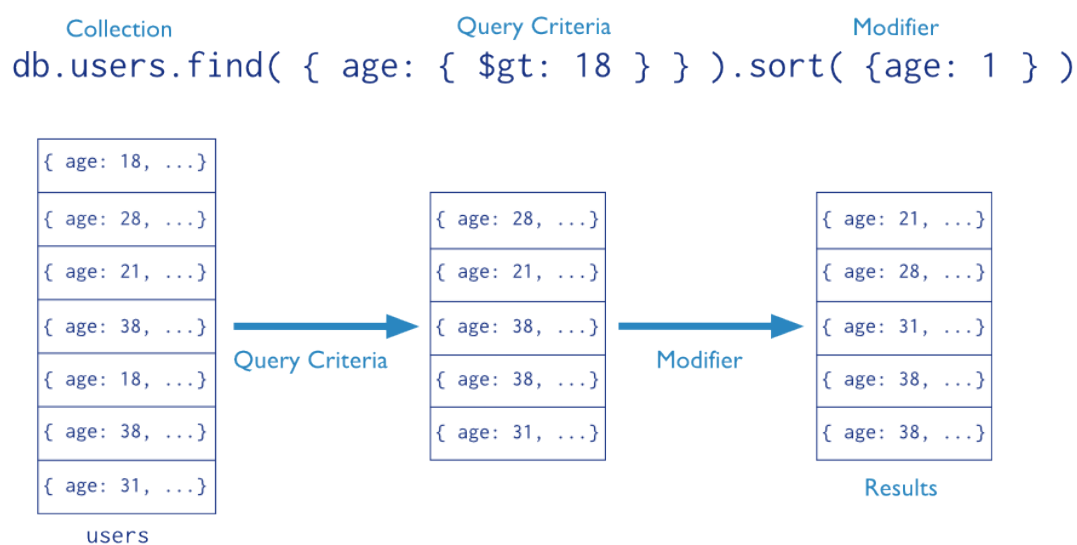 Collection Query Criteria Modifier
db.users.find( { age: { $gt: 18 } } ).sort( {age: 1 } )
{ age: 18, ...}
{ age: 28, ...}
{ age: 21, ...}
{ age: 38, ...}
{ age: 18, ...}
{ age: 38, ...}
{ age: 31, ...}
users
Query Criteria
{ age: 28, ...}
{ age: 21, ...}
{ age: 38, ...}
{ age: 38, ...}
{ age: 31, ...}
Modifier
{ age: 21, ...}
{ age: 28, ...}
{ age: 31, ...}
{ age: 38, ...}
{ age: 38, ...}
Results